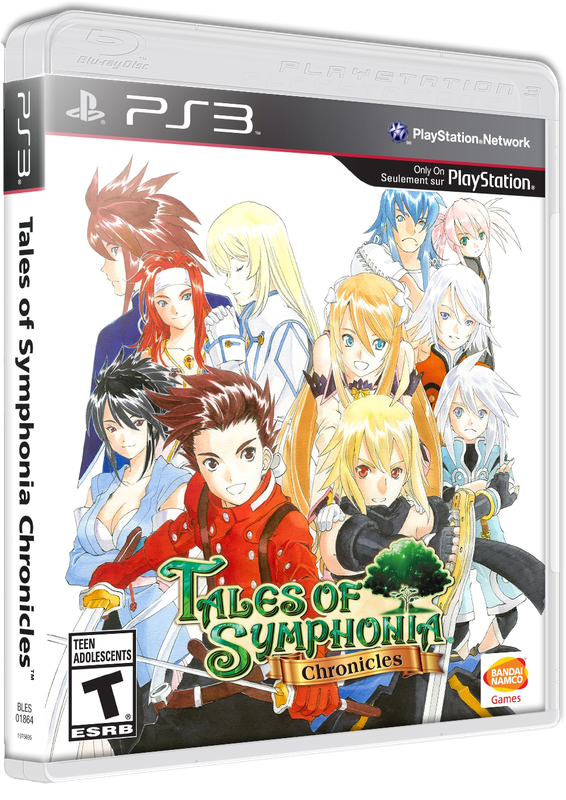 Blu-ray Disc
PLAYSTATION 3
PS3
PS3
PlayStation®Network
Only On
Seulement sur PlayStation®
Tales of Symphonia Chronicles™
TALES OF
SYMPHONIA
Chronicles
TEEN
ADOLESCENTS
T
ESRB
BLES
01864
BANDAI
NAMCO
Games